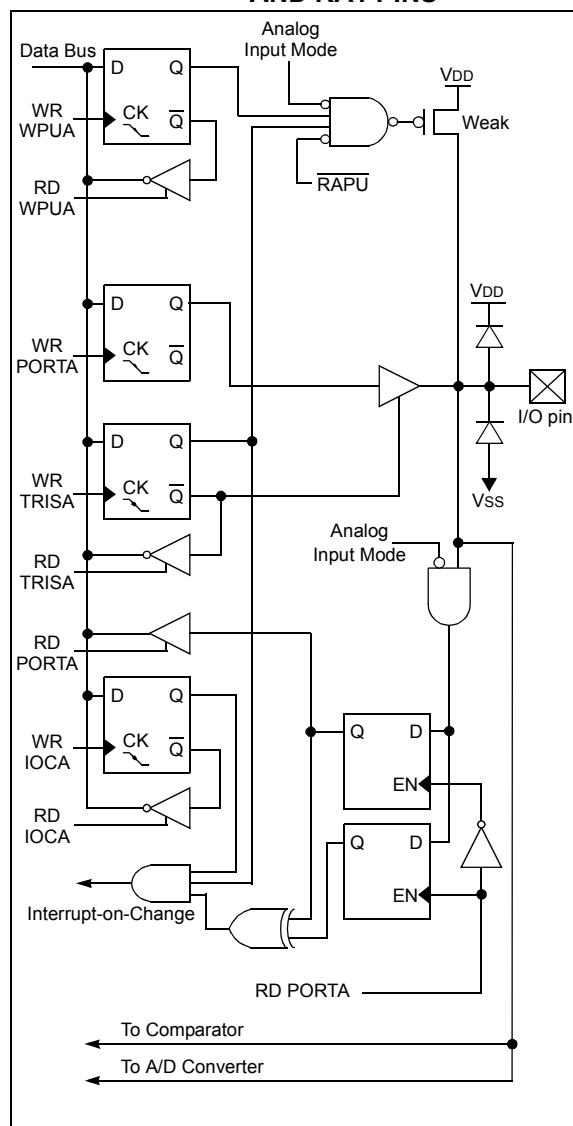 AND RA1 PINS
Analog
Input Mode
Data Bus
D Q
VDD
WR
WPUA
CK Q
Weak
RD
WPUA
RAPU
D Q
VDD
WR
PORTA
CK Q
I/O pin
D Q
WR
TRISA
CK Q
VSS
Analog
Input Mode
RD
TRISA
RD
PORTA
D Q
Q D
WR
IOCA
CK Q
EN
RD
IOCA
Q D
Interrupt-on-Change
EN
RD PORTA
To Comparator
To A/D Converter